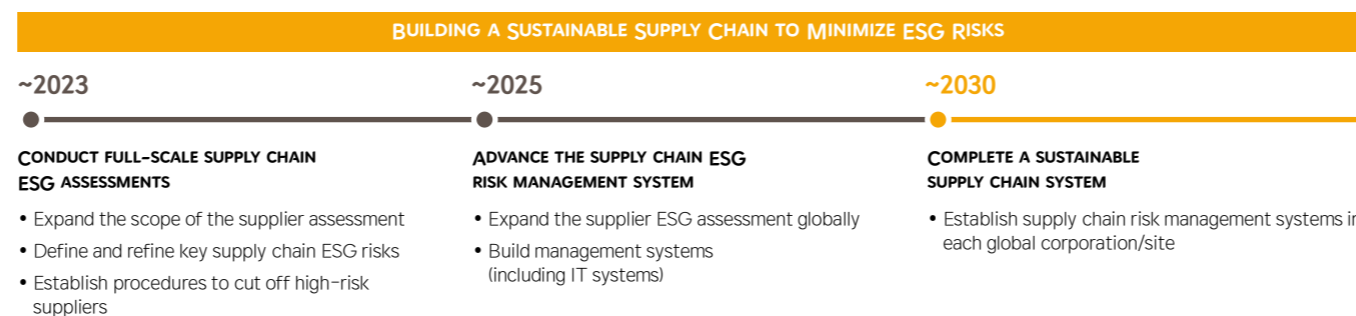 Building a Sustainable Supply Chain to Minimize ESG Risks
~2023
Conduct full-scale supply chain
ESG assessments
• Expand the scope of the supplier assessment
• Define and refine key supply chain ESG risks
• Establish procedures to cut off high-risk
suppliers
~2025
Advance the supply chain ESG
risk management system
• Expand the supplier ESG assessment globally
• Build management systems
(including IT systems)
~2030
Complete a sustainable
supply chain system
• Establish supply chain risk management systems
each global corporation/site